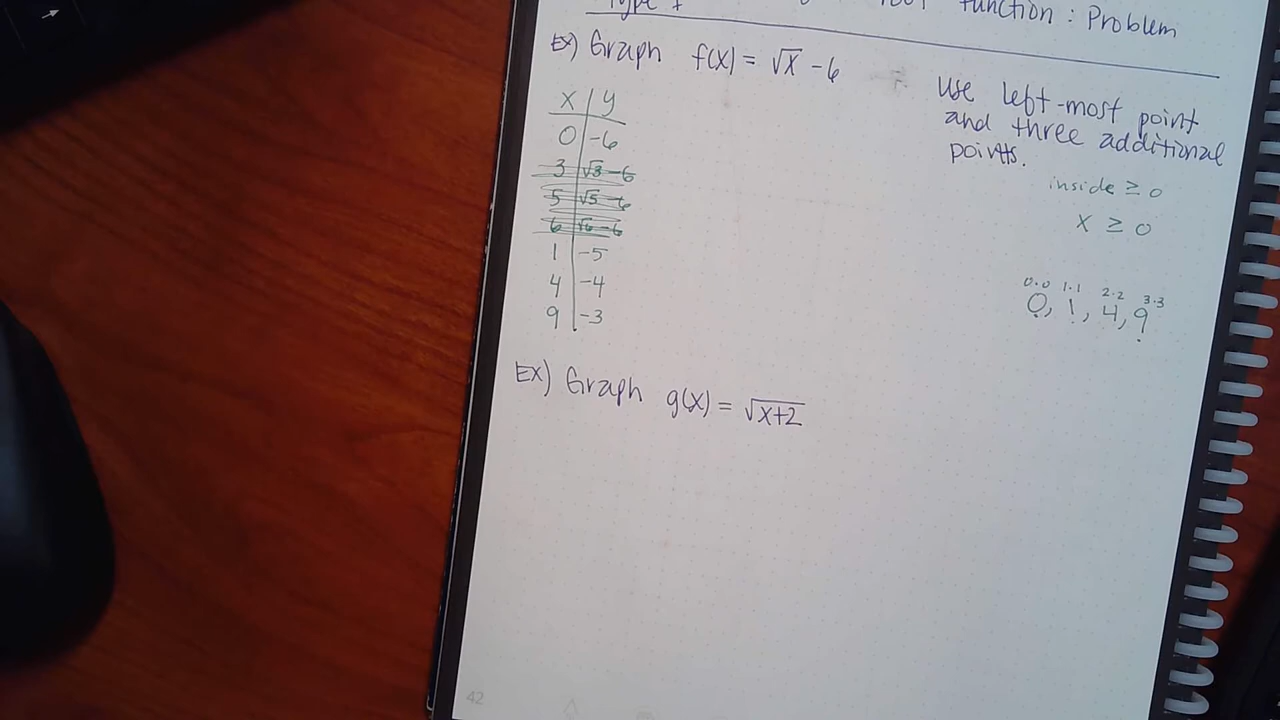 Type function : Problem
Ex) Graph f(x) = √x - 6
Use left-most point
and three additional
points.
inside ≥ 0
x ≥ 0
x | y
0 | -6
3 | √3 - 6
5 | √5 - 6
6 | √6 - 6
1 | -5
4 | -4
9 | -3
0·0 1·1 2·2 3·3
0, 1, 4, 9
Ex) Graph g(x) = √x+2
42